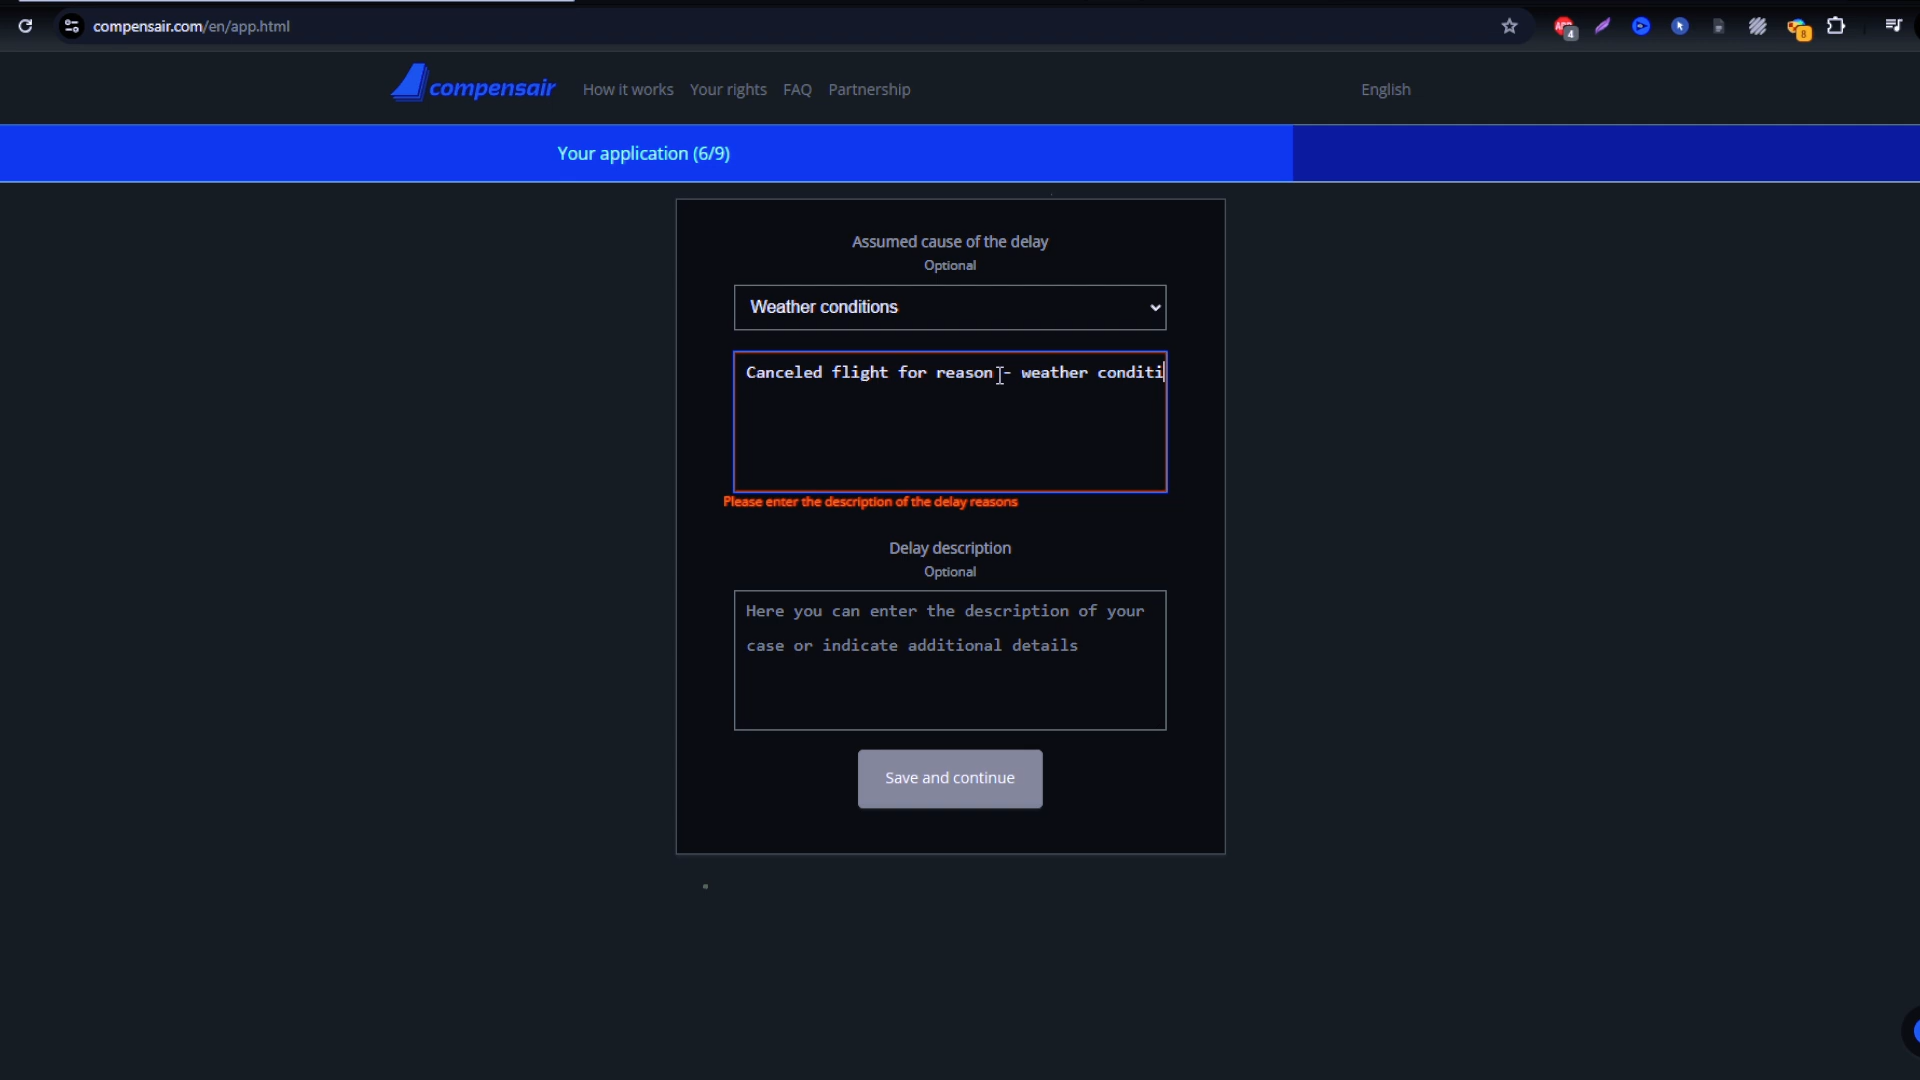 compensair.com/en/app.html
4
8
compensair
How it works Your rights FAQ Partnership
English
Your application (6/9)
Assumed cause of the delay
Optional
Weather conditions
Canceled flight for reason - weather conditi
Please enter the description of the delay reasons
Delay description
Optional
Here you can enter the description of your
case or indicate additional details
Save and continue